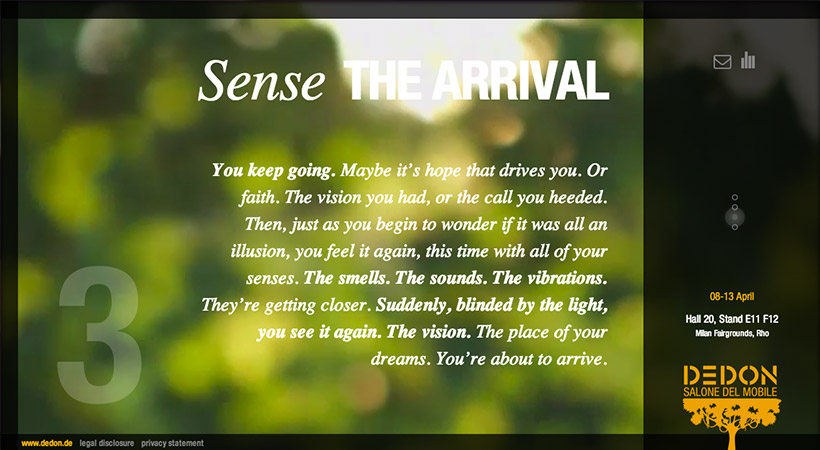 Sense THE ARRIVAL
You keep going. Maybe it's hope that drives you. Or
faith. The vision you had, or the call you heeded.
Then, just as you begin to wonder if it was all an
illusion, you feel it again, this time with all of your
senses. The smells. The sounds. The vibrations.
They're getting closer. Suddenly, blinded by the light,
you see it again. The vision. The place of your
dreams. You're about to arrive.
3
08-13 April
Hall 20, Stand E11 F12
Milan Fairgrounds, Rho
DEDON
SALONE DEL MOBILE
www.dedon.de legal disclosure privacy statement